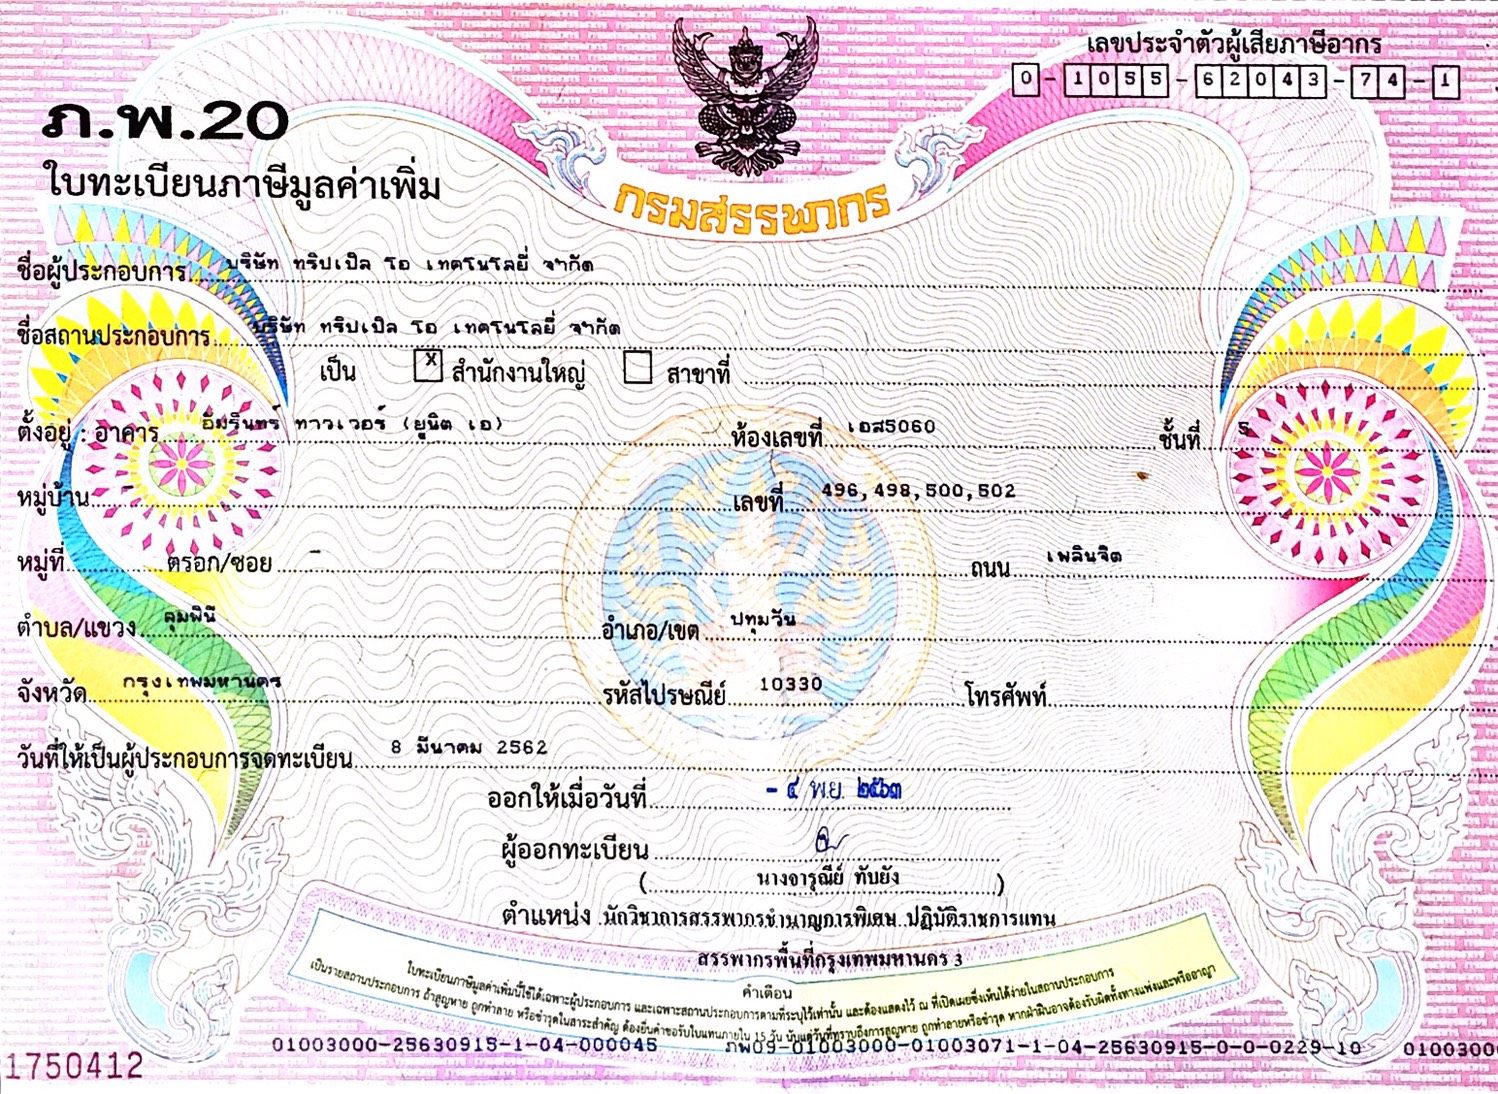 เลขประจำตัวผู้เสียภาษีอากร
0-1055-62043-74-1
ภ.พ.20
ใบทะเบียนภาษีมูลค่าเพิ่ม
กรมสรรพากร
ชื่อผู้ประกอบการ บริษัท ทริปเปิล โอ เทคโนโลยี่ จำกัด
ชื่อสถานประกอบการ บริษัท ทริปเปิล โอ เทคโนโลยี่ จำกัด
เป็น x สำนักงานใหญ่ สาขาที่
ตั้งอยู่ : อาคาร อัมรินทร์ ทาวเวอร์ (ยูนิต เอ) ห้องเลขที่ เอส5060 ชั้นที่ 5
หมู่บ้าน เลขที่ 496,498,500,502
หมู่ที่ ตรอก/ซอย - ถนน เพลินจิต
ตำบล/แขวง ลุมพินี อำเภอ/เขต ปทุมวัน
จังหวัด กรุงเทพมหานคร รหัสไปรษณีย์ 10330 โทรศัพท์
วันที่ให้เป็นผู้ประกอบการจดทะเบียน 8 มีนาคม 2562
ออกให้เมื่อวันที่ - ๔ พ.ย. ๒๕๖๓
ผู้ออกทะเบียน
(นางจารุณีย์ ทับยัง)
ตำแหน่ง นักวิชาการสรรพากรชำนาญการพิเศษ ปฏิบัติราชการแทน
สรรพากรพื้นที่กรุงเทพมหานคร 3
คำเตือน
ใบทะเบียนภาษีมูลค่าเพิ่มนี้ใช้ได้เฉพาะผู้ประกอบการ และเฉพาะสถานประกอบการตามที่ระบุไว้เท่านั้น และต้องแสดงไว้ ณ ที่เปิดเผยซึ่งเห็นได้ง่ายในสถานประกอบการ
เป็นรายสถานประกอบการ ถ้าสูญหาย ถูกทำลาย หรือชำรุดในสาระสำคัญ ต้องยื่นคำขอรับใบแทนภายใน 15 วัน นับแต่วันที่ทราบถึงการสูญหาย ถูกทำลายหรือชำรุด หากฝ่าฝืนอาจต้องรับผิดทั้งทางแพ่งและหรืออาญา
01003000-25630915-1-04-000045 ภพ09-01003000-01003071-1-04-25630915-0-0-0229-10 0100300
1750412